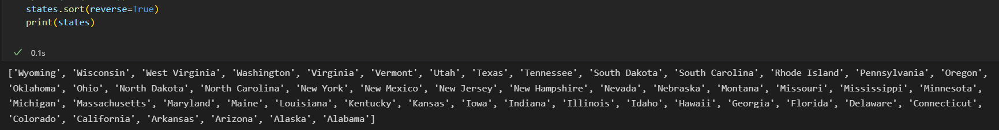 states.sort(reverse=True)
print(states)
0.1s
['Wyoming', 'Wisconsin', 'West Virginia', 'Washington', 'Virginia', 'Vermont', 'Utah', 'Texas', 'Tennessee', 'South Dakota', 'South Carolina', 'Rhode Island', 'Pennsylvania', 'Oregon',
'Oklahoma', 'Ohio', 'North Dakota', 'North Carolina', 'New York', 'New Mexico', 'New Jersey', 'New Hampshire', 'Nevada', 'Nebraska', 'Montana', 'Missouri', 'Mississippi', 'Minnesota',
'Michigan', 'Massachusetts', 'Maryland', 'Maine', 'Louisiana', 'Kentucky', 'Kansas', 'Iowa', 'Indiana', 'Illinois', 'Idaho', 'Hawaii', 'Georgia', 'Florida', 'Delaware', 'Connecticut',
'Colorado', 'California', 'Arkansas', 'Arizona', 'Alaska', 'Alabama']